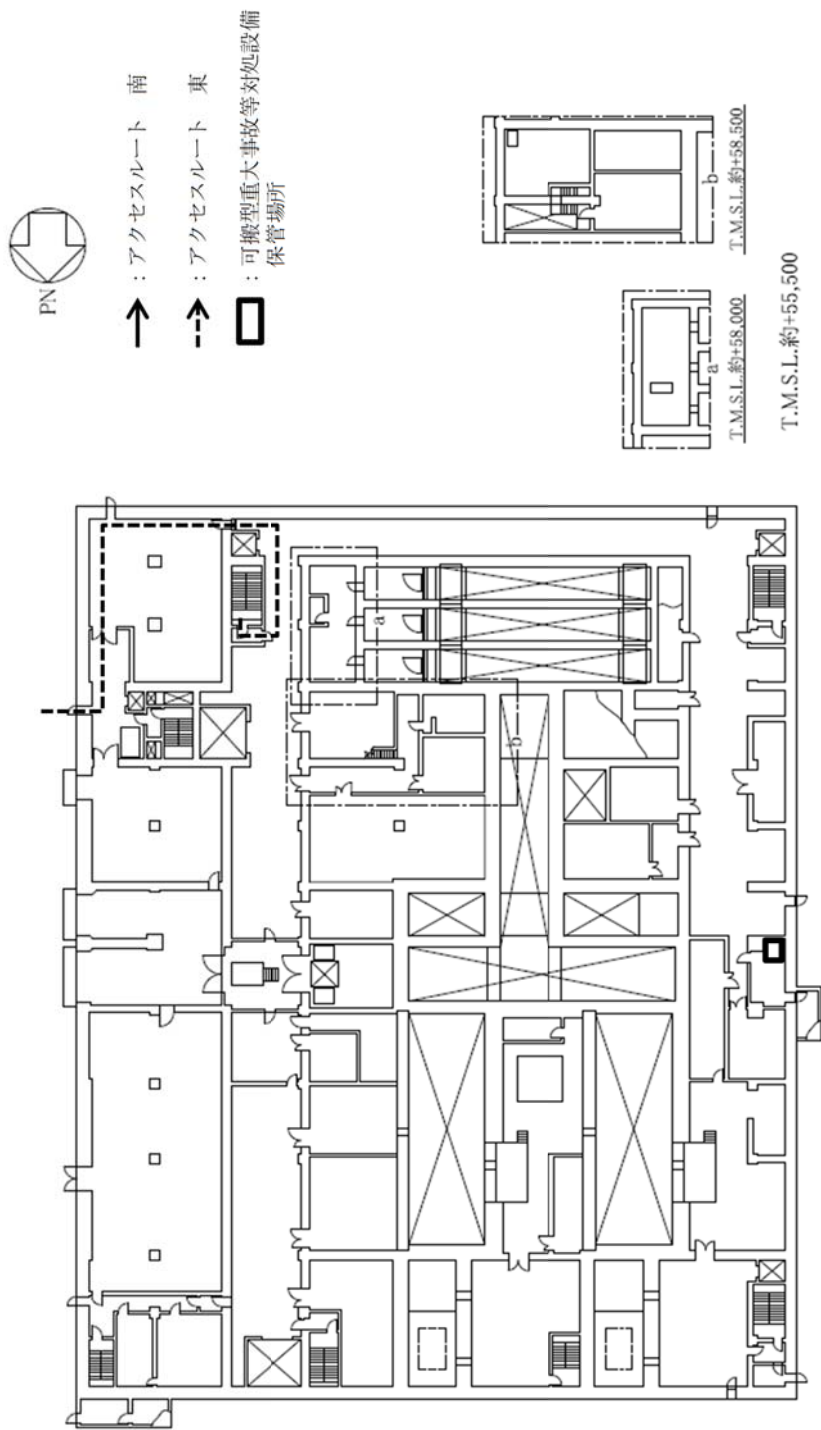 PN
：アクセスルート　南
：アクセスルート　東
：可搬型重大事故等対処設備
保管場所
a
b
a
T.M.S.L.約+58,000
b
T.M.S.L.約+58,500
T.M.S.L.約+55,500